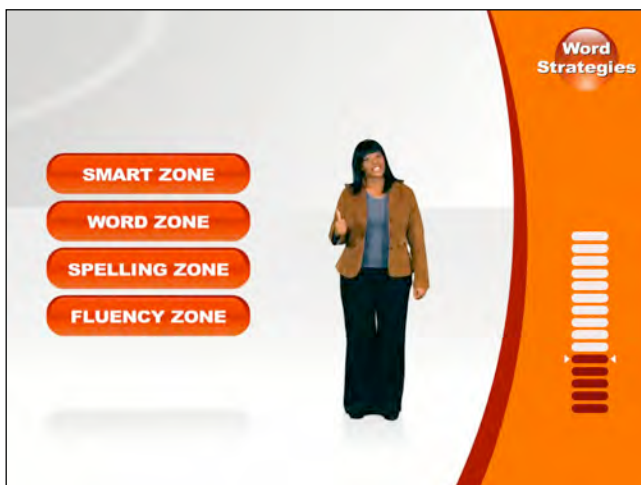 Word
Strategies
SMART ZONE
WORD ZONE
SPELLING ZONE
FLUENCY ZONE